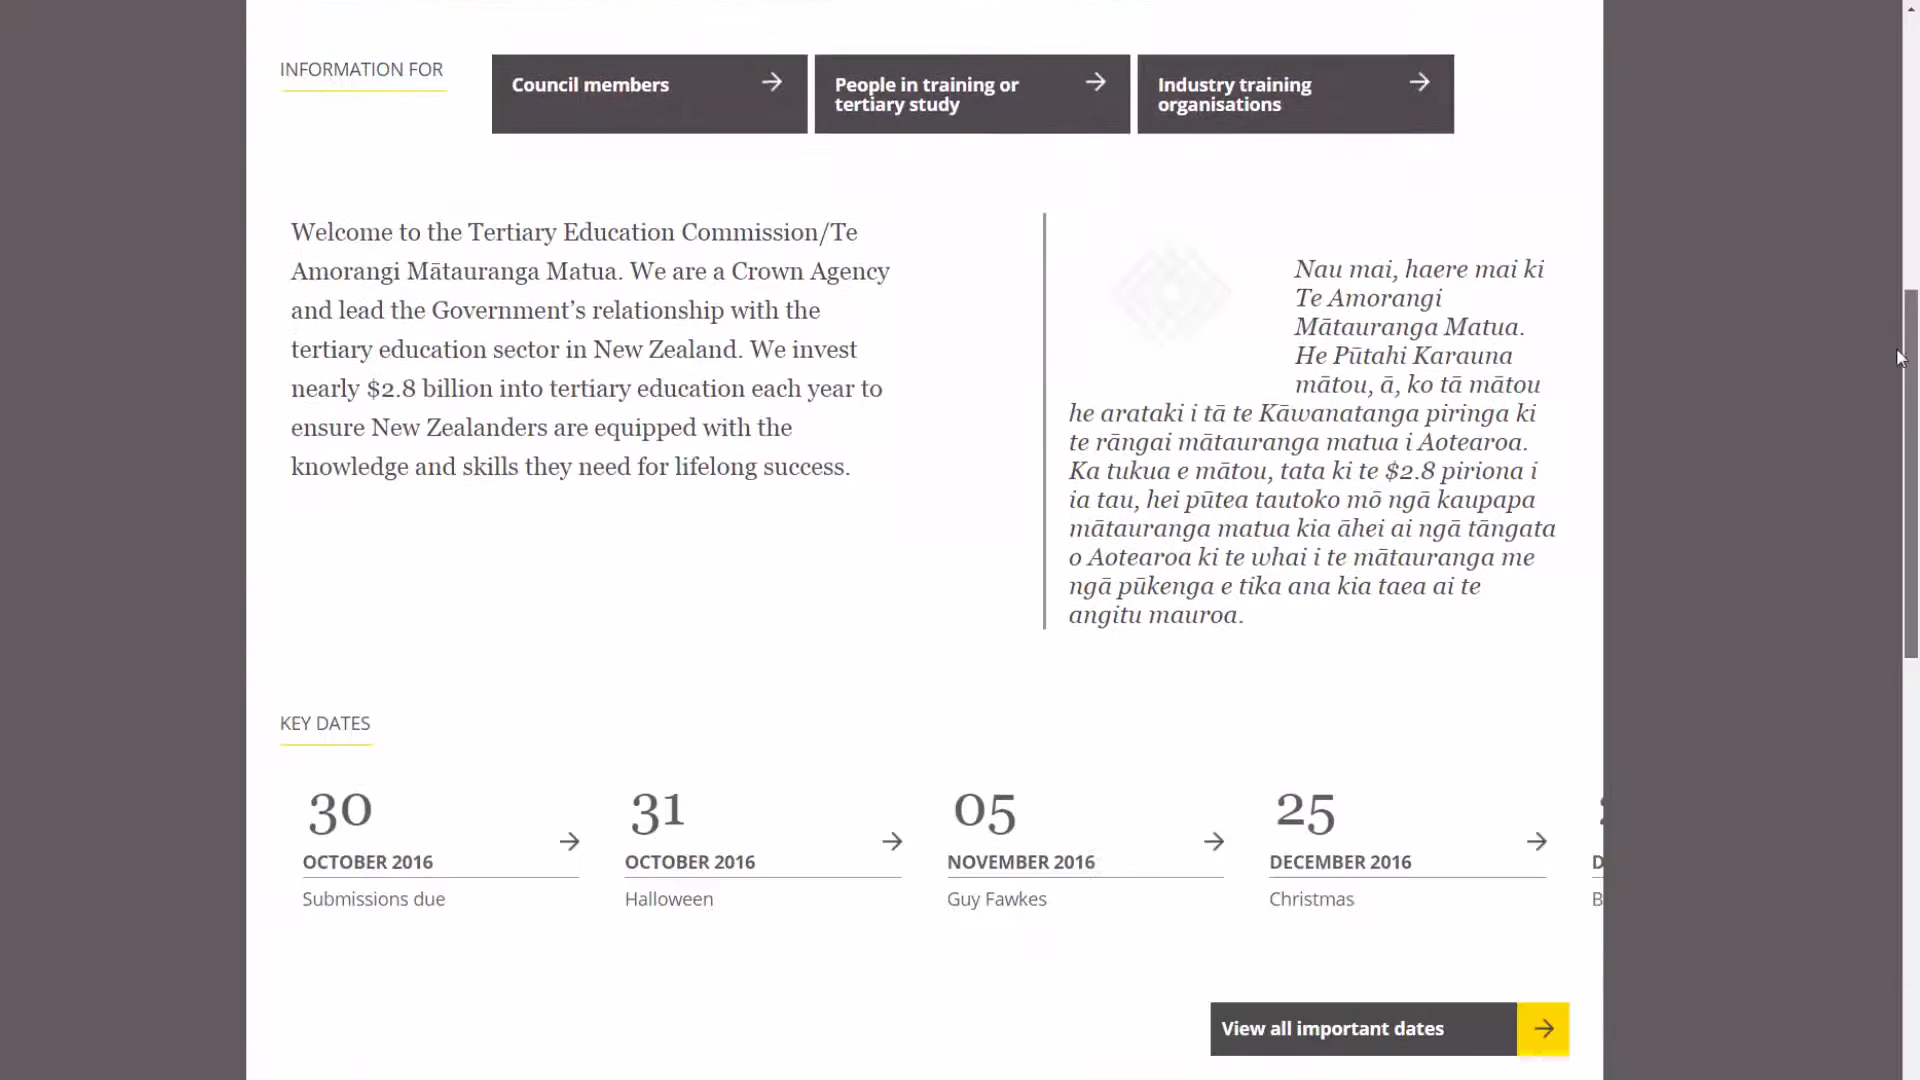 INFORMATION FOR
Council members
People in training or
tertiary study
Industry training
organisations
Welcome to the Tertiary Education Commission/Te
Amorangi Mātauranga Matua. We are a Crown Agency
and lead the Government’s relationship with the
tertiary education sector in New Zealand. We invest
nearly $2.8 billion into tertiary education each year to
ensure New Zealanders are equipped with the
knowledge and skills they need for lifelong success.
Nau mai, haere mai ki
Te Amorangi
Mātauranga Matua.
He Pūtahi Karauna
mātou, ā, ko tā mātou
he arataki i tā te Kāwanatanga piringa ki
te rāngai mātauranga matua i Aotearoa.
Ka tukua e mātou, tata ki te $2.8 piriona i
ia tau, hei pūtea tautoko mō ngā kaupapa
mātauranga matua kia āhei ai ngā tāngata
o Aotearoa ki te whai i te mātauranga me
ngā pūkenga e tika ana kia taea ai te
angitu mauroa.
KEY DATES
30
OCTOBER 2016
Submissions due
31
OCTOBER 2016
Halloween
05
NOVEMBER 2016
Guy Fawkes
25
DECEMBER 2016
Christmas
View all important dates